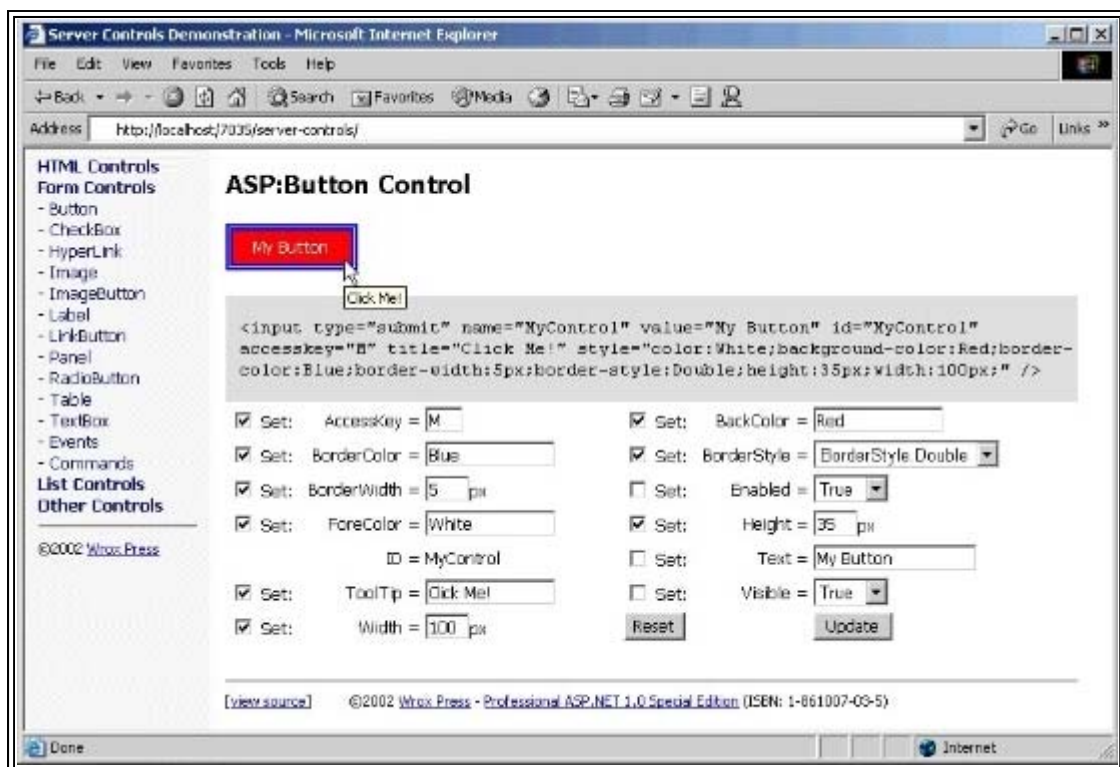 Server Controls Demonstration - Microsoft Internet Explorer
File Edit View Favorites Tools Help
Back Search Favorites Media
Address http://localhost/7035/server-controls/ Go Links »
HTML Controls
Form Controls
- Button
- CheckBox
- HyperLink
- Image
- ImageButton
- Label
- LinkButton
- Panel
- RadioButton
- Table
- TextBox
- Events
- Commands
List Controls
Other Controls
©2002 Wrox Press
ASP:Button Control
My Button
Click Me!
<input type="submit" name="MyControl" value="My Button" id="MyControl"
accesskey="M" title="Click Me!" style="color:White;background-color:Red;border-
color:Blue;border-width:5px;border-style:Double;height:35px;width:100px;" />
Set: AccessKey = M Set: BackColor = Red
Set: BorderColor = Blue Set: BorderStyle = BorderStyle.Double
Set: BorderWidth = 5 px Set: Enabled = True
Set: ForeColor = White Set: Height = 35 px
ID = MyControl Set: Text = My Button
Set: ToolTip = Click Me! Set: Visible = True
Set: Width = 100 px Reset Update
[view source] ©2002 Wrox Press - Professional ASP.NET 1.0 Special Edition (ISBN: 1-861007-03-5)
Done Internet